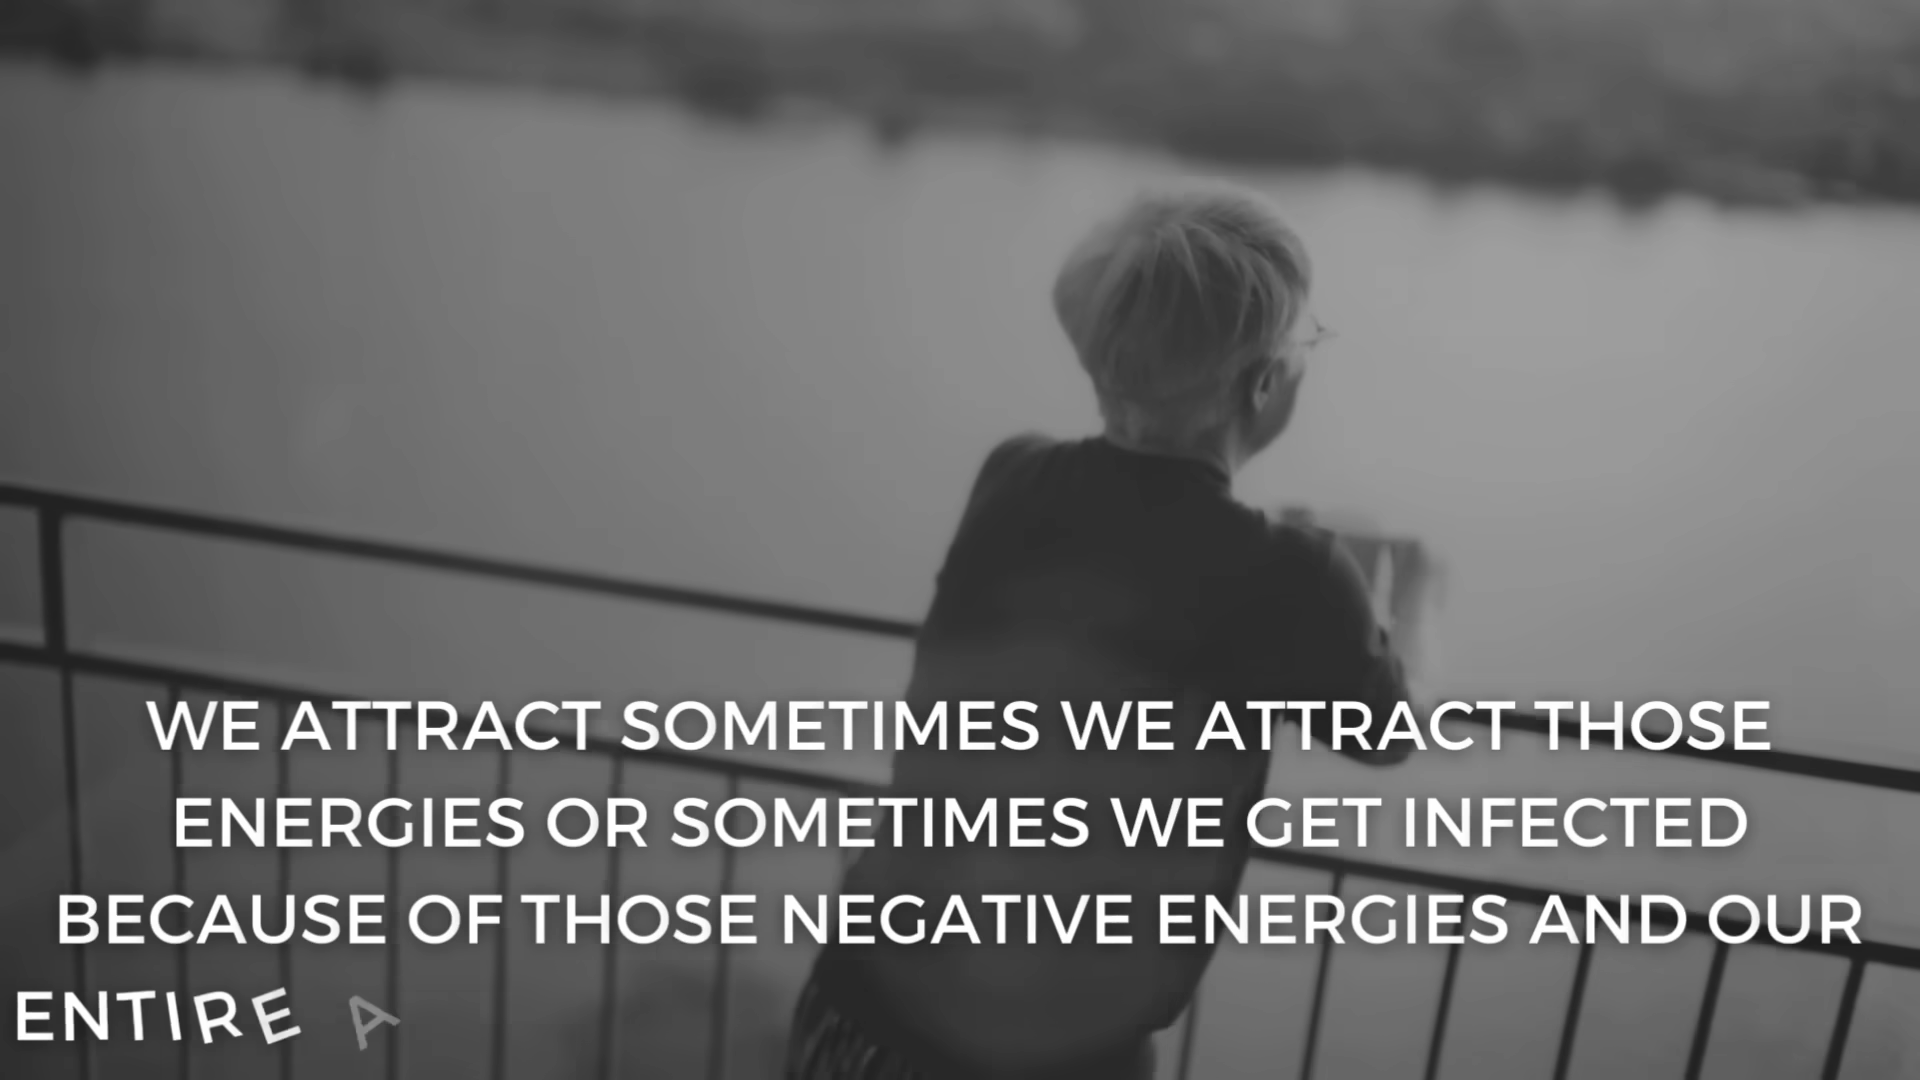 WE ATTRACT SOMETIMES WE ATTRACT THOSE
ENERGIES OR SOMETIMES WE GET INFECTED
BECAUSE OF THOSE NEGATIVE ENERGIES AND OUR
ENTIRE A